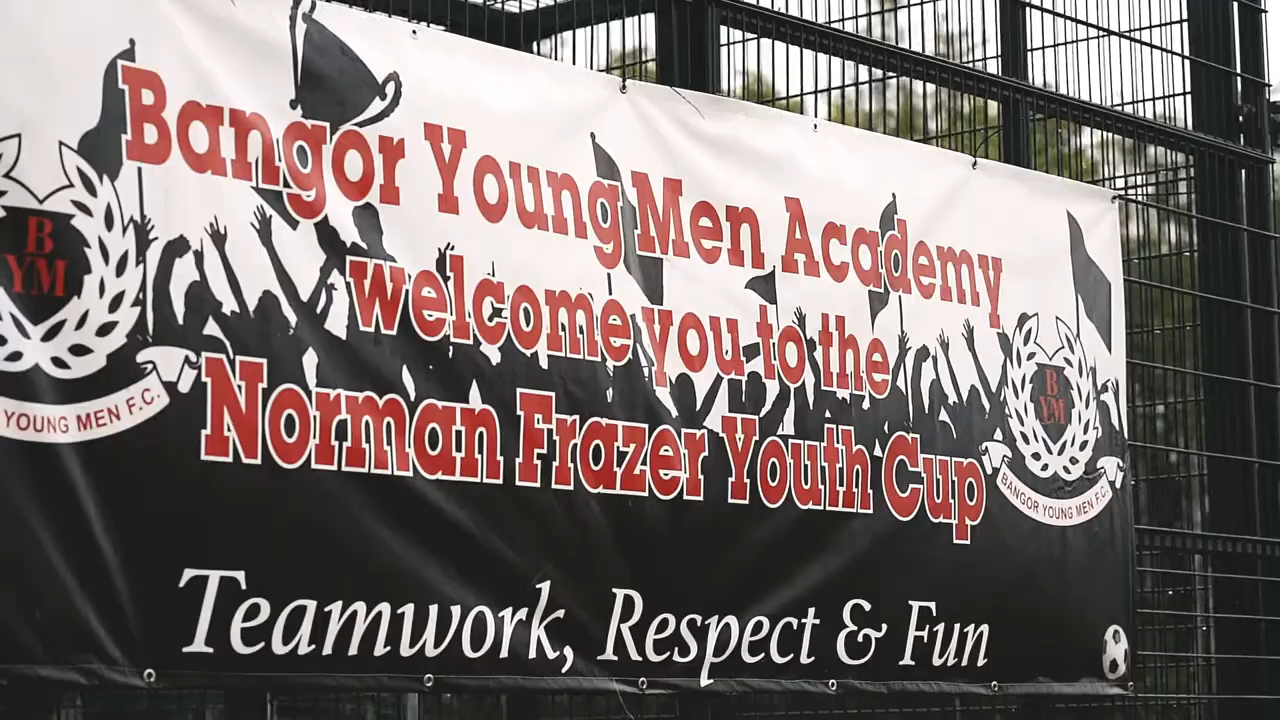 Bangor Young Men Academy
welcome you to the
Norman Frazer Youth Cup
Teamwork, Respect & Fun
B
YM
YOUNG MEN F.C.
B
YM
BANGOR YOUNG MEN F.C.